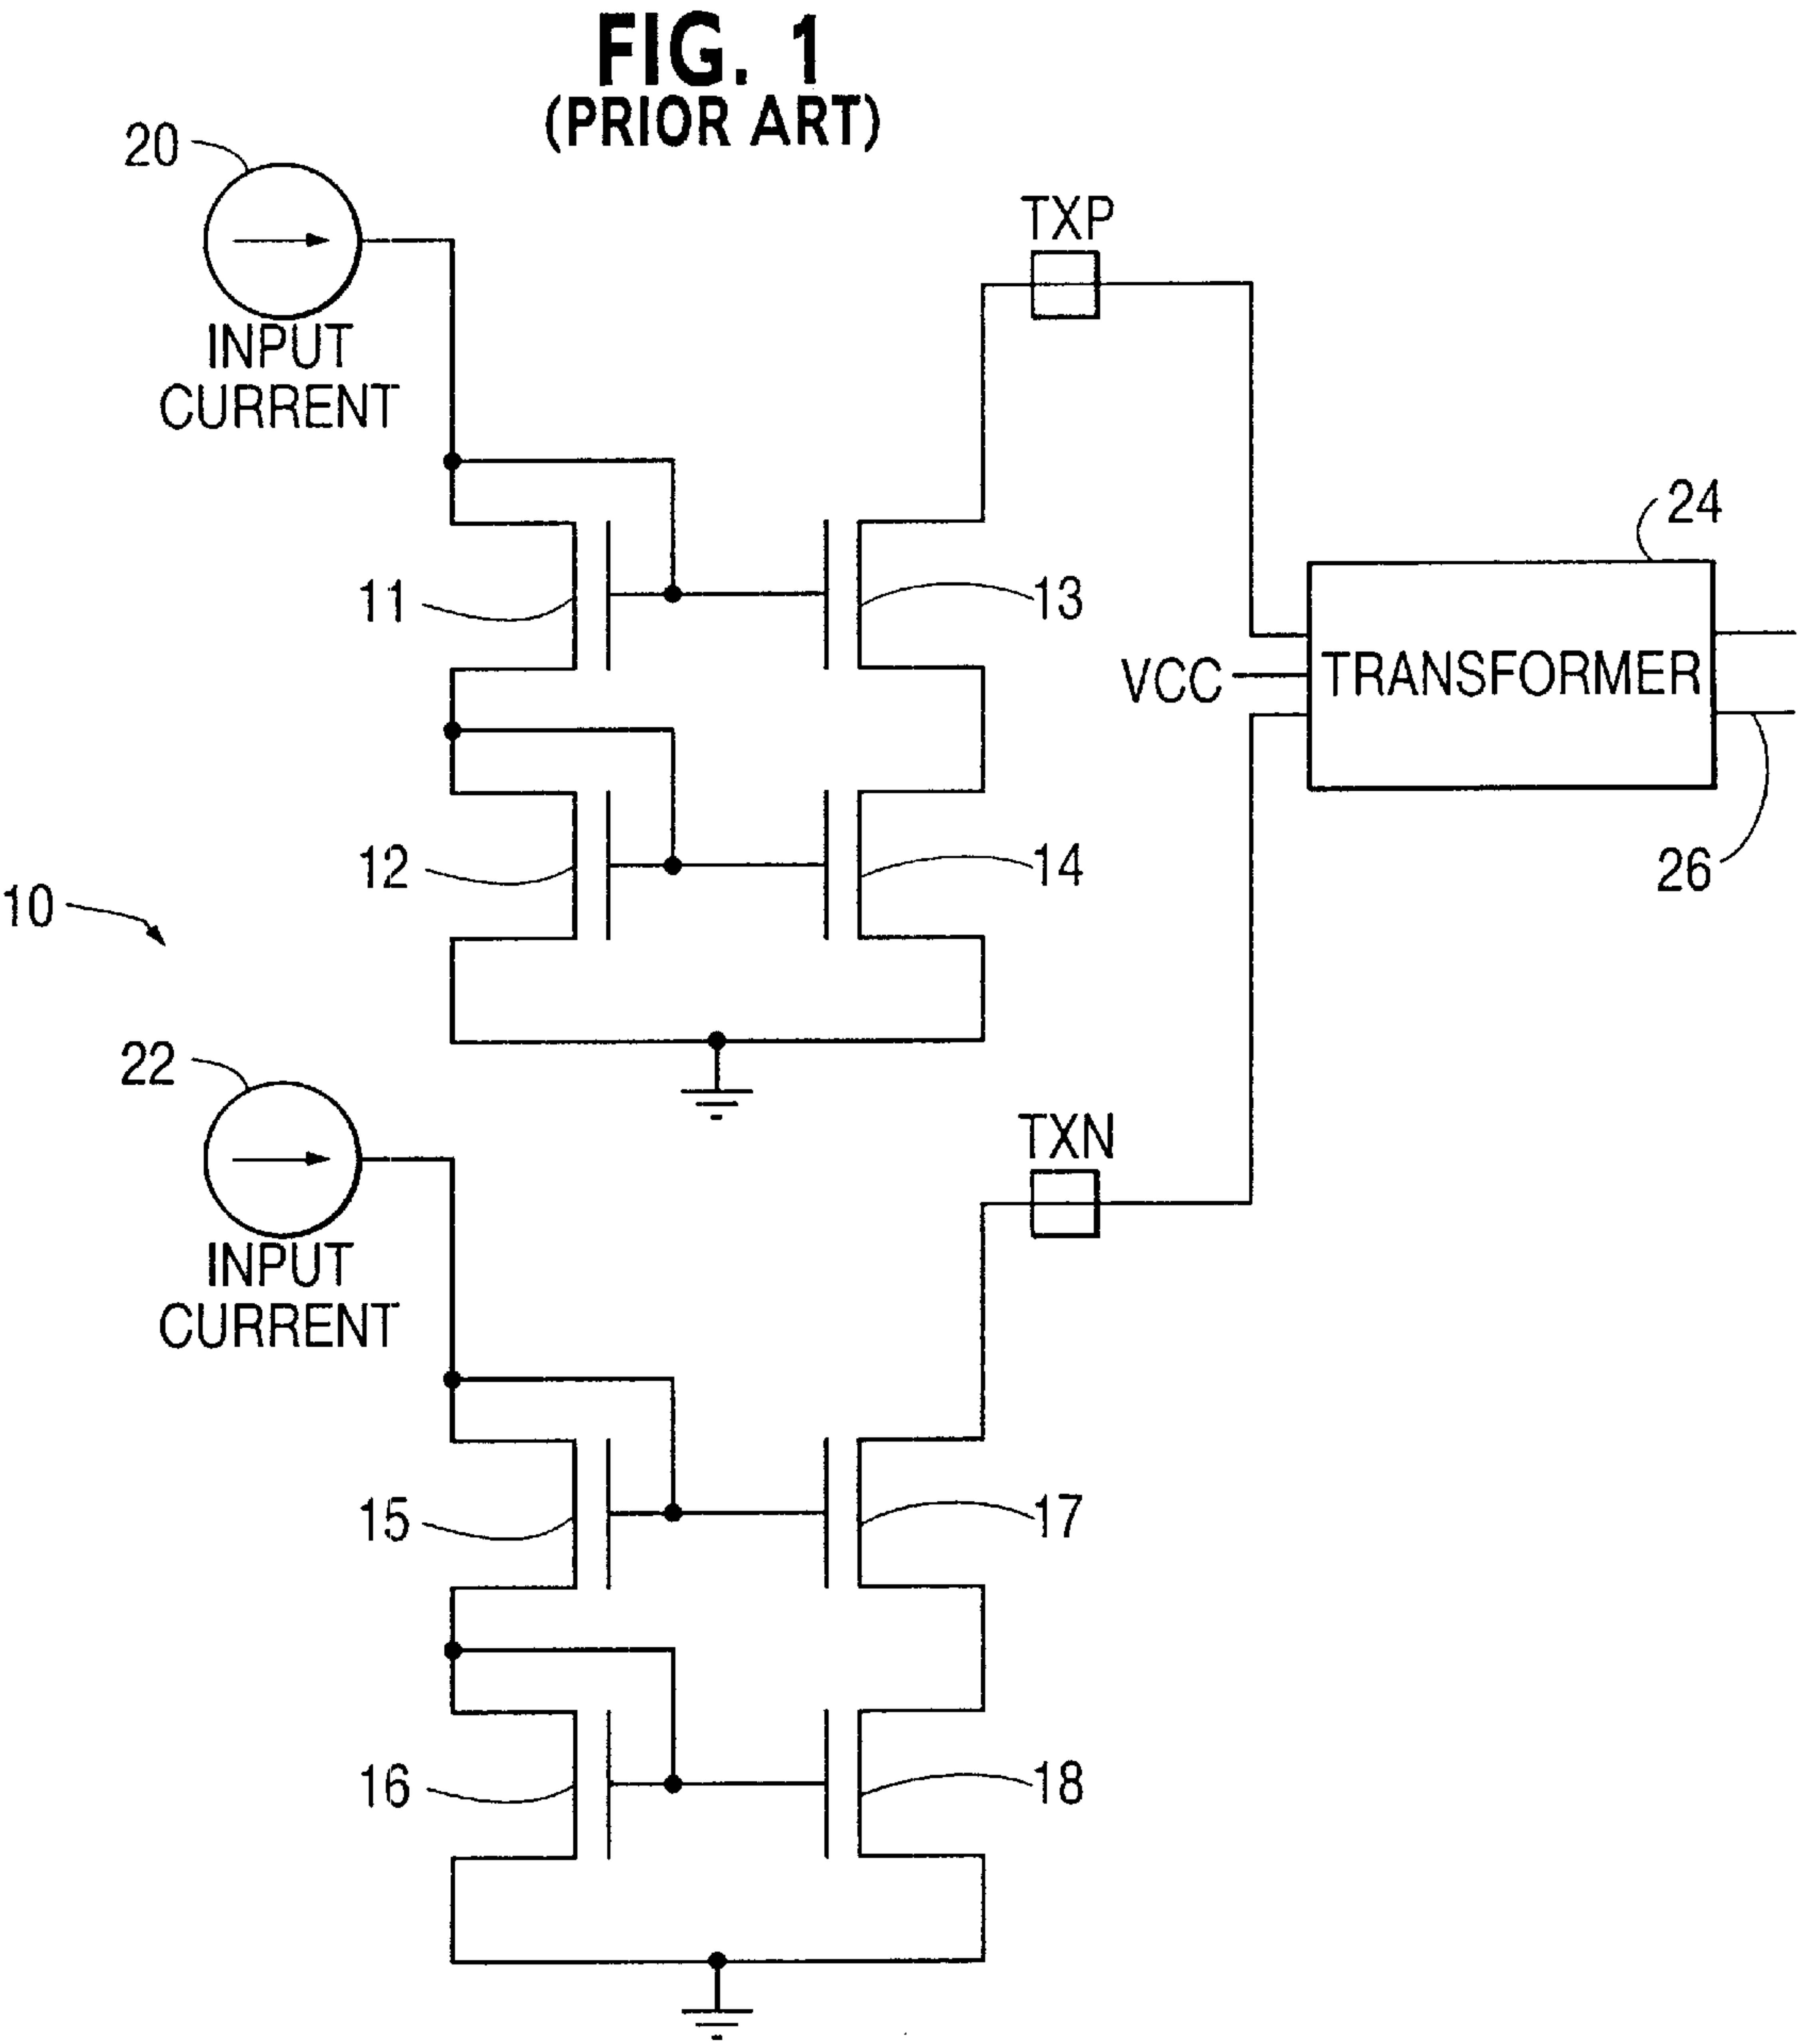 FIG. 1
(PRIOR ART)
20
INPUT
CURRENT
TXP
11
13
24
VCC
TRANSFORMER
12
14
26
10
22
INPUT
CURRENT
TXN
15
17
16
18